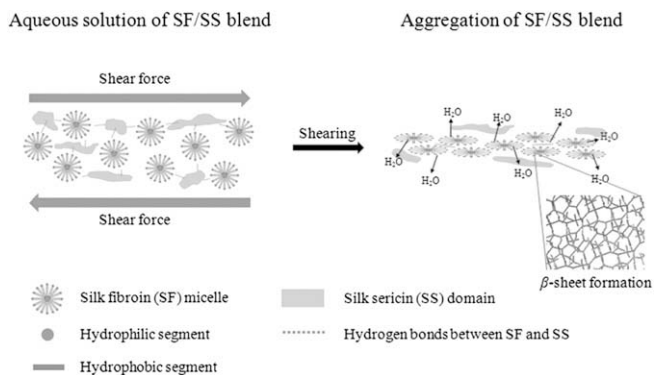 Aqueous solution of SF/SS blend
Aggregation of SF/SS blend
Shear force
Shearing
Shear force
H₂O
H₂O
H₂O
H₂O
H₂O
H₂O
H₂O
H₂O
β-sheet formation
Silk fibroin (SF) micelle
Silk sericin (SS) domain
Hydrophilic segment
Hydrogen bonds between SF and SS
Hydrophobic segment